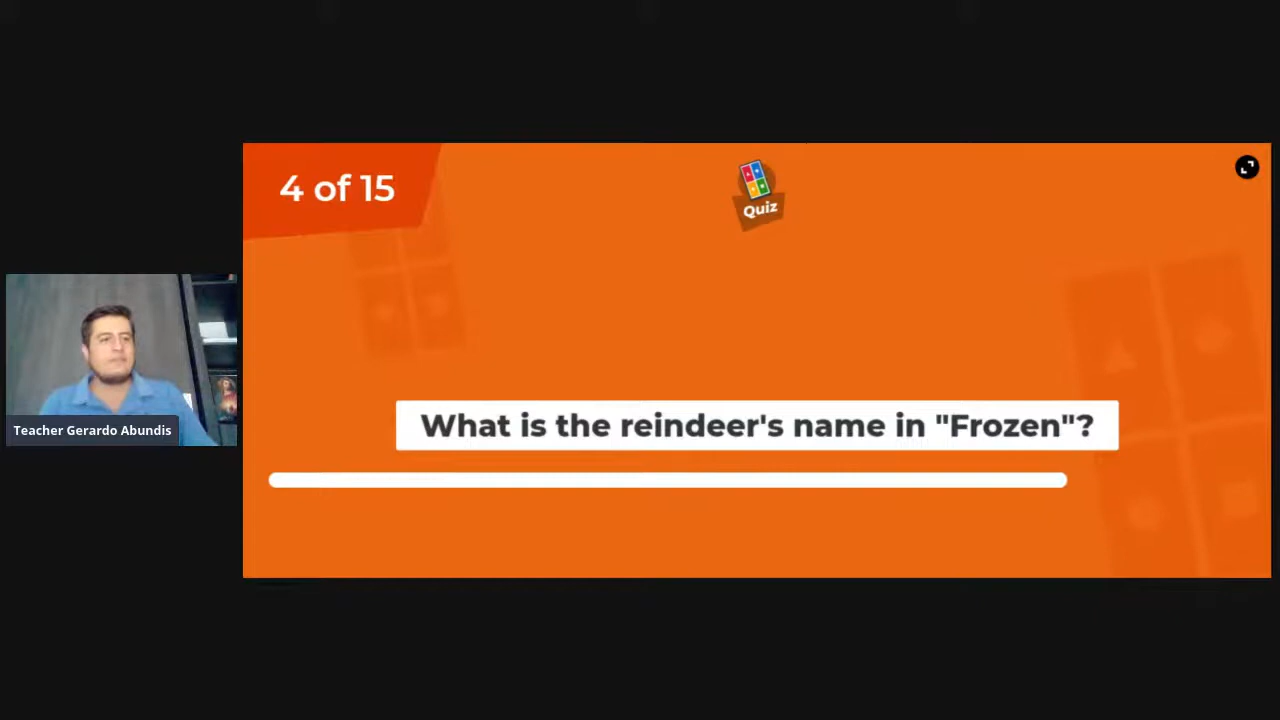 4 of 15
Quiz
What is the reindeer's name in "Frozen"?
Teacher Gerardo Abundis